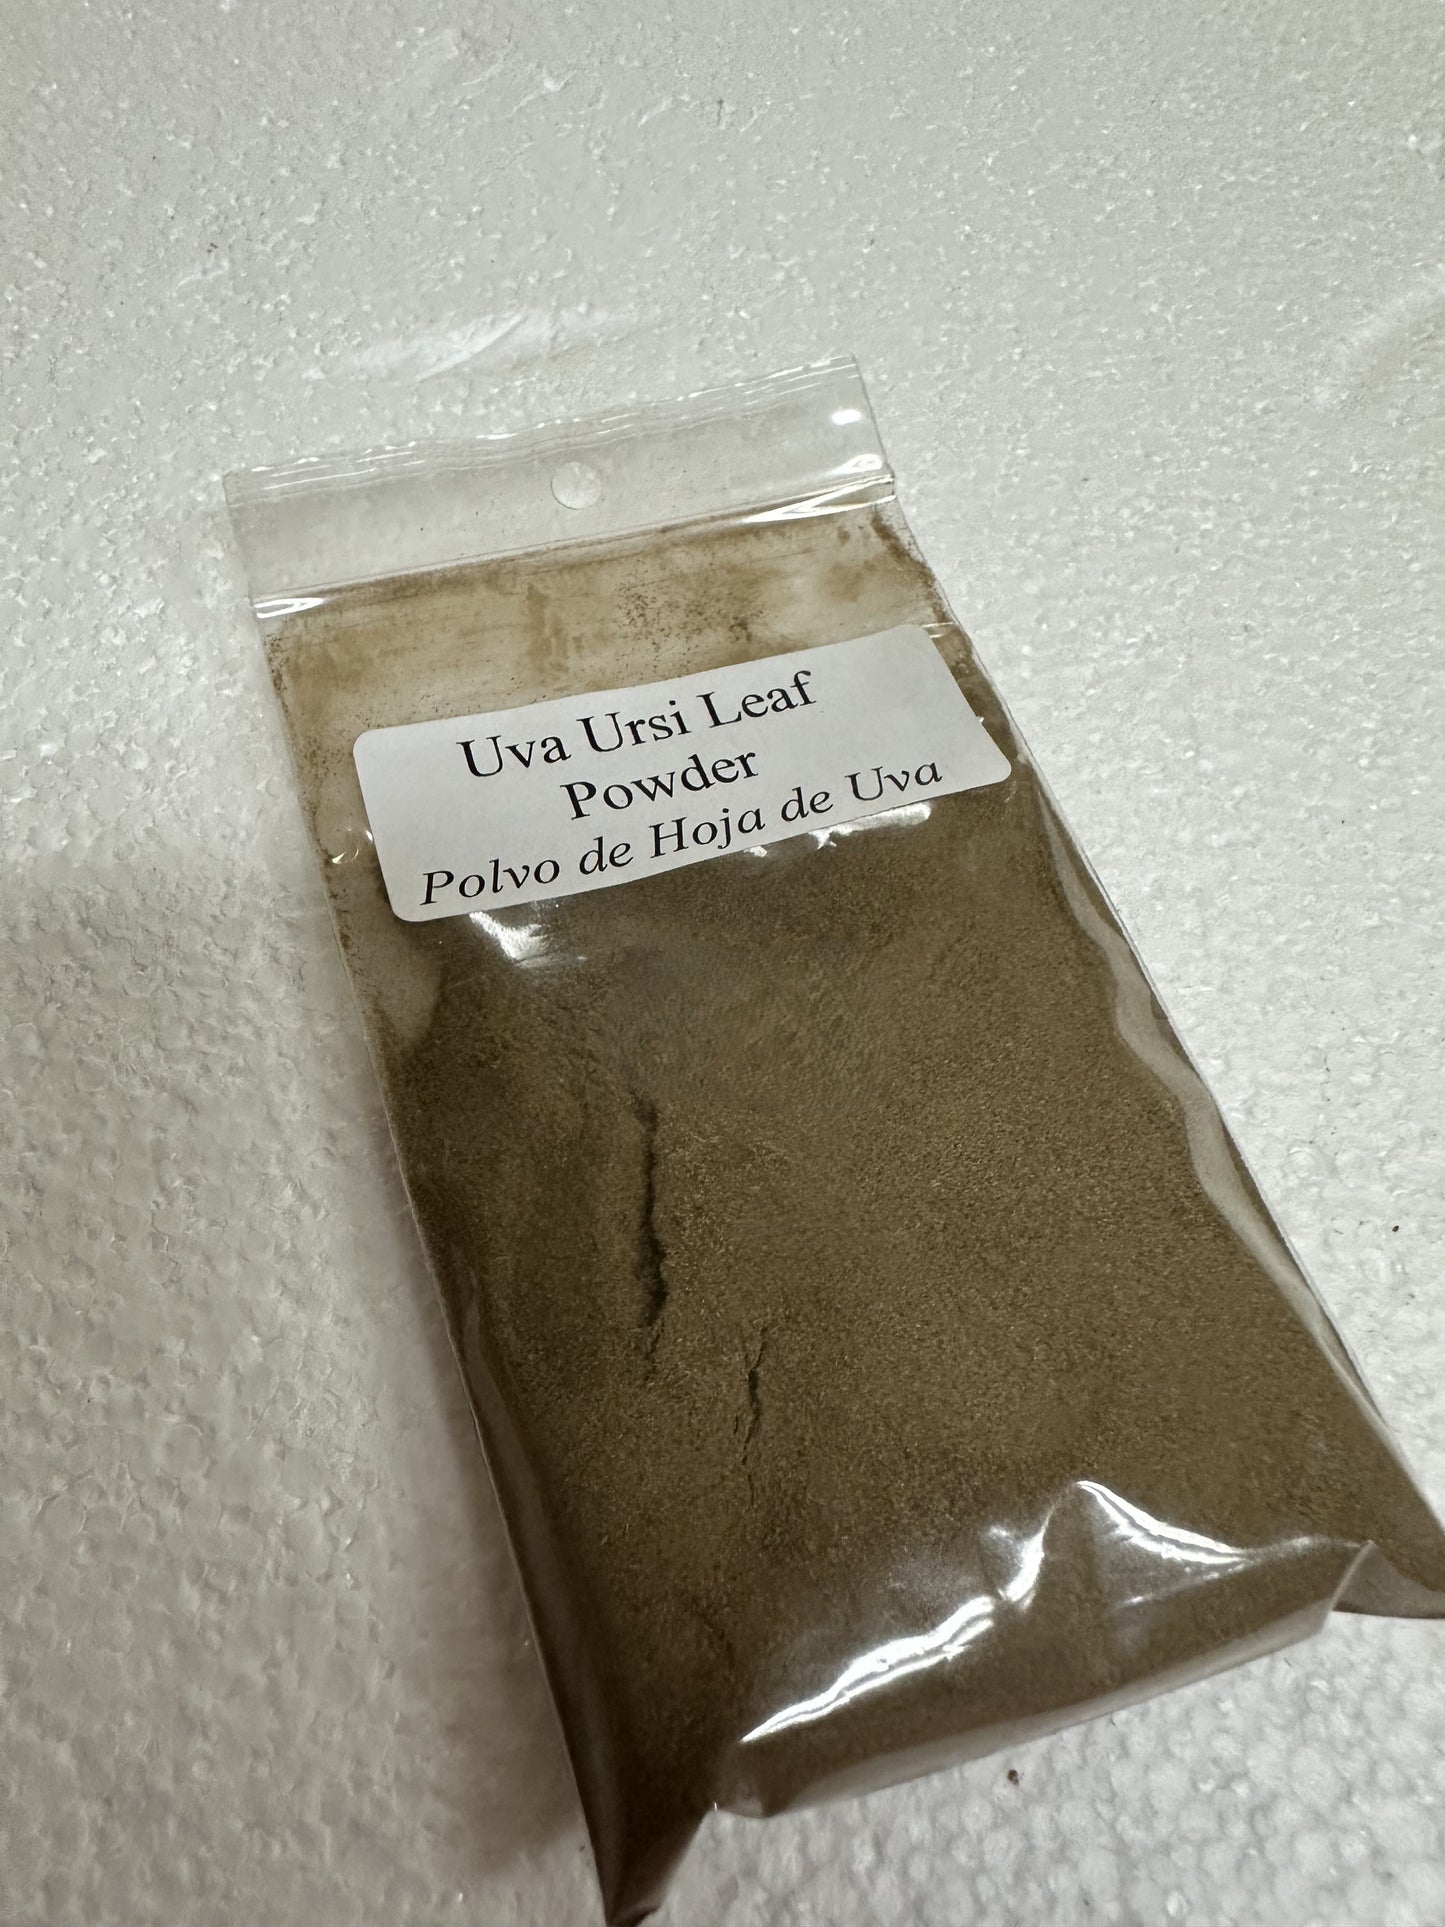 Uva Ursi Leaf
Powder
Polvo de Hoja de Uva